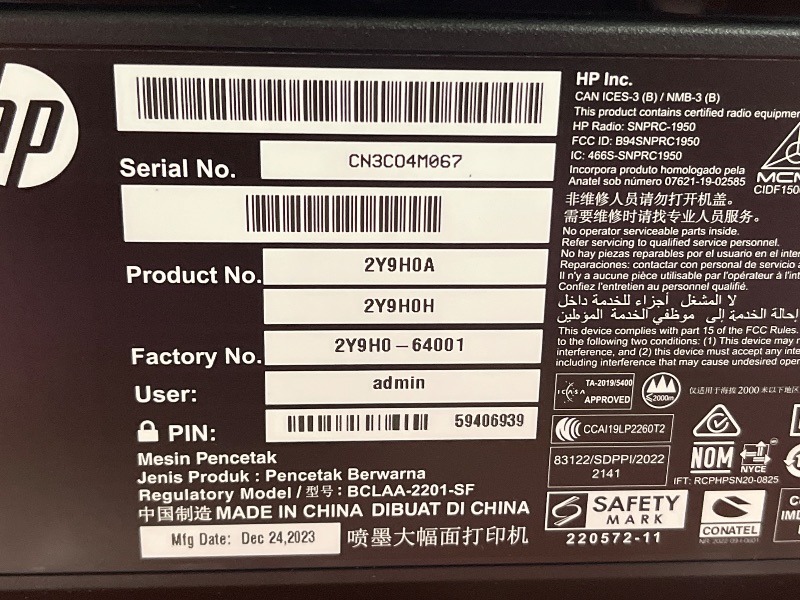 hp
Serial No. CN3CO4M067
Product No. 2Y9H0A
2Y9H0H
Factory No. 2Y9H0-64001
User: admin
PIN: 59406939
Mesin Pencetak
Jenis Produk : Pencetak Berwarna
Regulatory Model / 型号: BCLAA-2201-SF
中国制造 MADE IN CHINA DIBUAT DI CHINA
Mfg Date: Dec 24,2023 喷墨大幅面打印机
HP Inc.
CAN ICES-3 (B) / NMB-3 (B)
This product contains certified radio equipment
HP Radio: SNPRC-1950
FCC ID: B94SNPRC1950
IC: 466S-SNPRC1950
Incorpora produto homologado pela
Anatel sob número 07621-19-02585
非维修人员请勿打开机盖。
需要维修时请找专业人员服务。
No operator serviceable parts inside.
Refer servicing to qualified service personnel.
No hay piezas reparables por el usuario en el
Reparaciones: contactar con personal de servicio
Il n'y a aucune pièce utilisable par l'opérateur à
Confiez l'entretien au personnel qualifié.
لا المشغل أجزاء للخدمة داخل
إحالة الخدمة إلى موظفي الخدمة المؤطين
This device complies with part 15 of the FCC Rules.
to the following two conditions: (1) This device may
interference, and (2) this device must accept any
including interference that may cause undesired
MCM
CIDF150
ICASA TA-2019/5400
APPROVED
≤2000m
仅适用于海拔2000米以下地区
CCAI19LP2260T2
83122/SDPPI/2022
2141
NOM
NYCE
IFT: RCPHPSN20-0825
SAFETY
MARK
220572-11
CONATEL